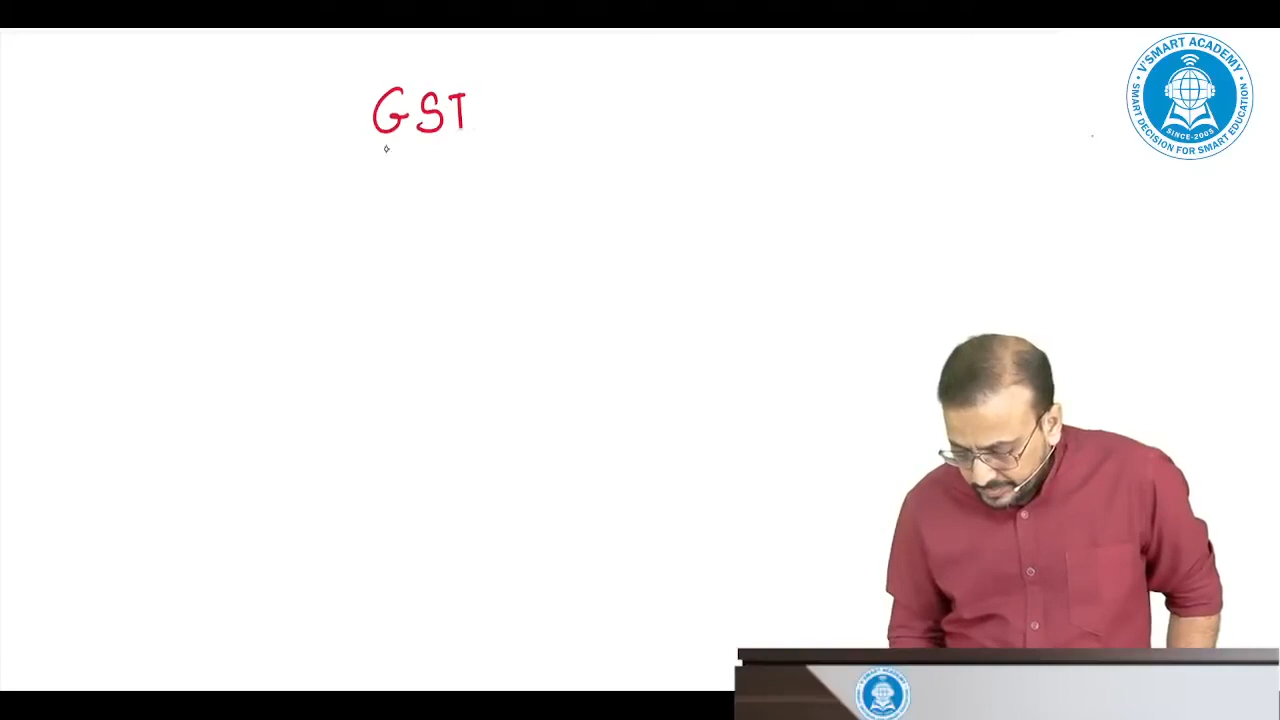 GST
V'SMART ACADEMY
SINCE-2005
SMART DECISION FOR SMART EDUCATION